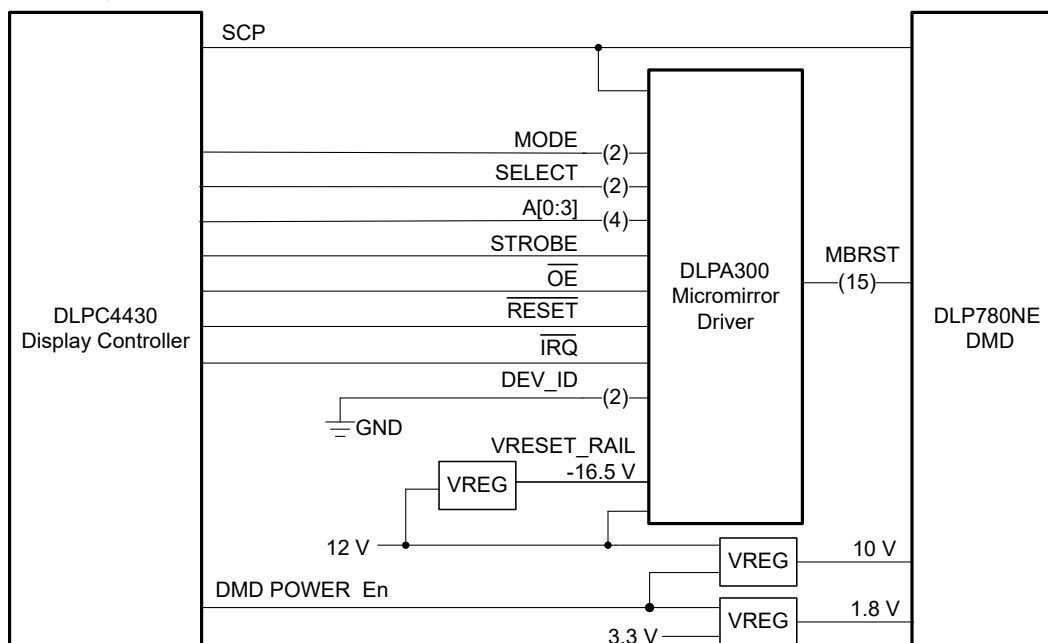 SCP
MODE
(2)
SELECT
(2)
A[0:3]
(4)
STROBE
OE
RESET
IRQ
DEV_ID
(2)
GND
VRESET_RAIL
-16.5 V
VREG
12 V
DMD POWER En
DLPC4430
Display Controller
DLPA300
Micromirror
Driver
MBRST
(15)
DLP780NE
DMD
VREG
10 V
VREG
1.8 V
3.3 V